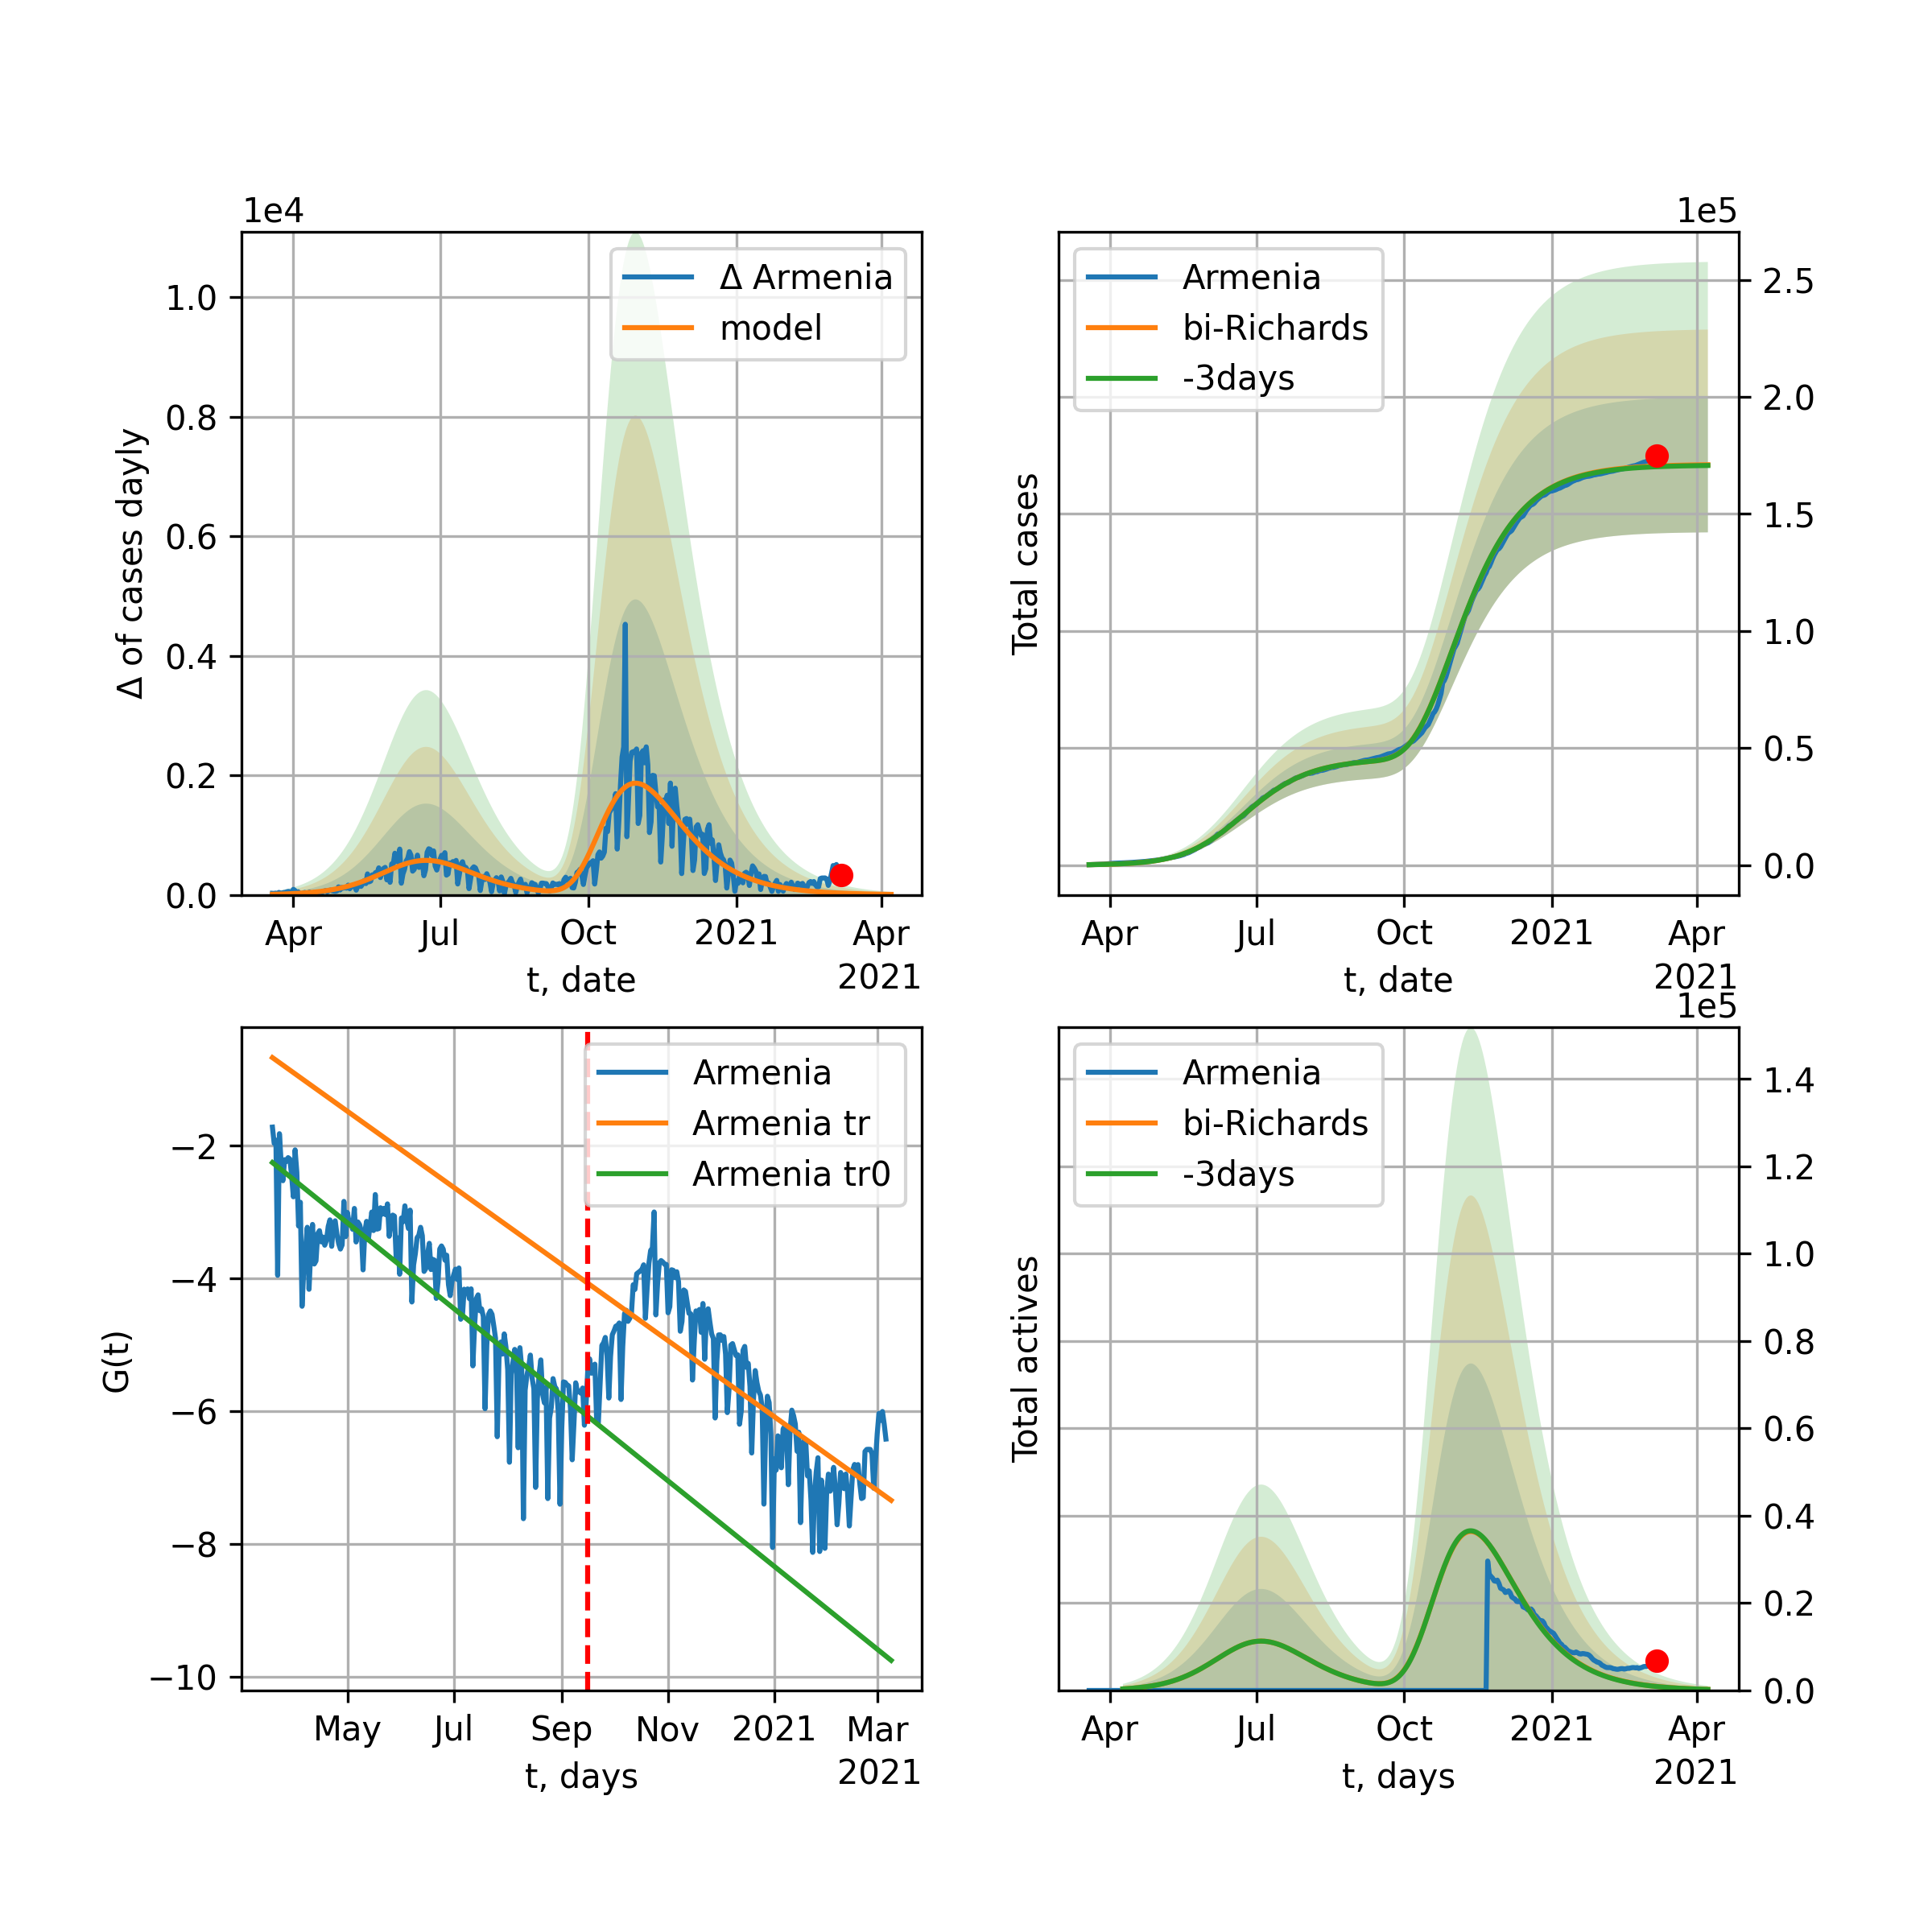 1e4
Δ Armenia
model
1.0
0.8
0.6
0.4
0.2
0.0
Δ of cases dayly
Apr
Jul
Oct
2021
Apr
2021
t, date
1e5
Armenia
bi-Richards
-3days
2.5
2.0
1.5
1.0
0.5
0.0
Total cases
Apr
Jul
Oct
2021
Apr
2021
t, date
Armenia
Armenia tr
Armenia tr0
−2
−4
−6
−8
−10
G(t)
May
Jul
Sep
Nov
2021
Mar
2021
t, days
1e5
Armenia
bi-Richards
-3days
1.4
1.2
1.0
0.8
0.6
0.4
0.2
0.0
Total actives
Apr
Jul
Oct
2021
Apr
2021
t, days